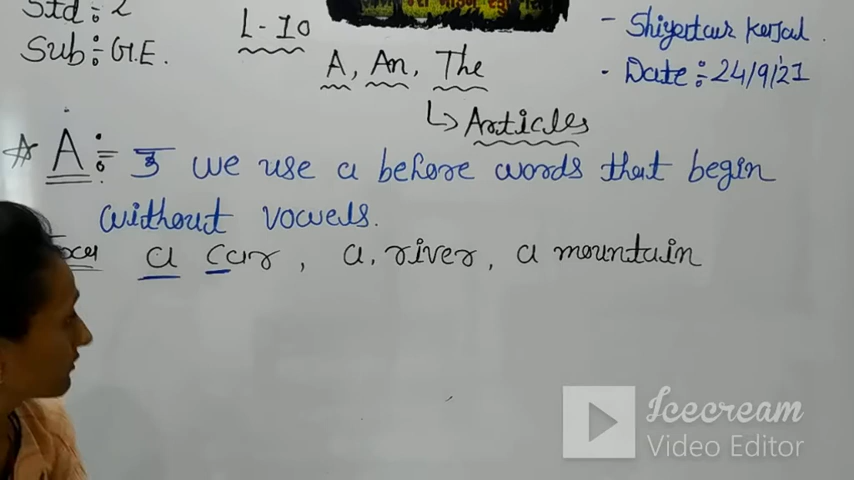 Std : 2
L - 10
- Shiyertaur Kerjal.
Sub : G.E.
A, An, The
- Date : 24/9/21
↳ Articles
☆ A : we use a before words that begin
without vowels.
a car, a river, a mountain
Icecream
Video Editor